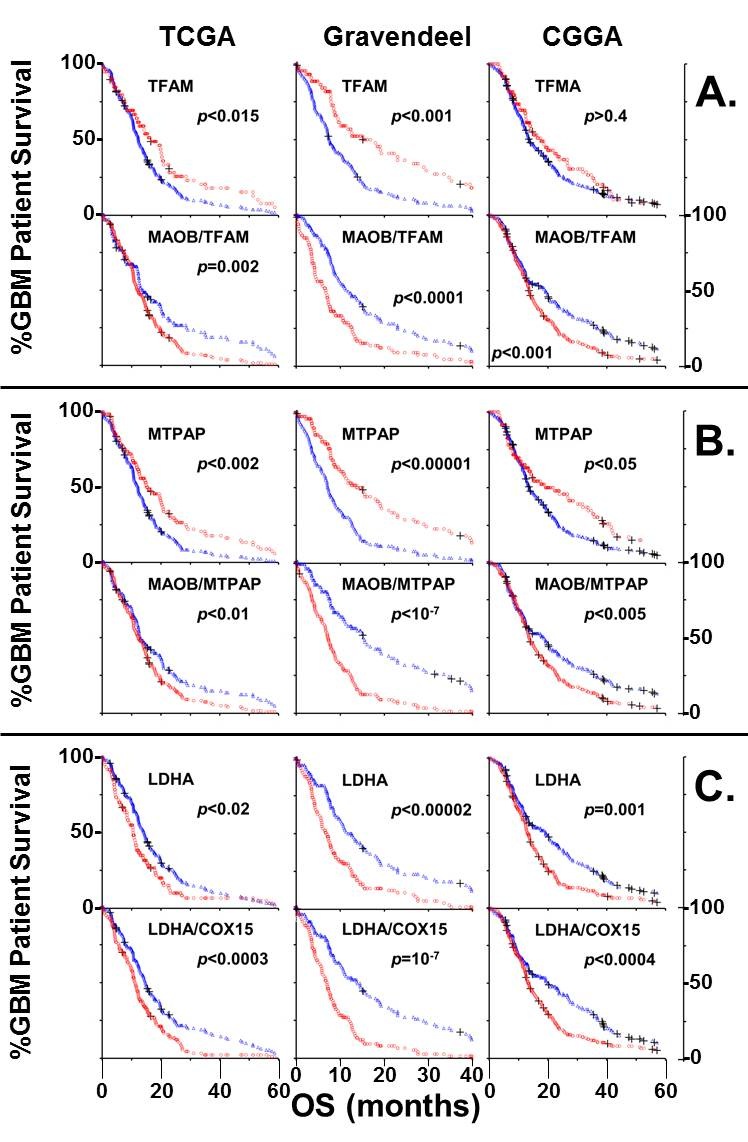 TCGA Gravendeel CGGA
A.
%GBM Patient Survival
100 50 0
TFAM p<0.015
TFAM p<0.001
TFMA p>0.4
MAOB/TFAM p=0.002
MAOB/TFAM p<0.0001
MAOB/TFAM p<0.001
100 50 0
B.
%GBM Patient Survival
100 50 0
MTPAP p<0.002
MTPAP p<0.00001
MTPAP p<0.05
MAOB/MTPAP p<0.01
MAOB/MTPAP p<10⁻⁷
MAOB/MTPAP p<0.005
100 50 0
C.
%GBM Patient Survival
100 50 0
LDHA p<0.02
LDHA p<0.00002
LDHA p=0.001
LDHA/COX15 p<0.0003
LDHA/COX15 p=10⁻⁷
LDHA/COX15 p<0.0004
100 50 0
0 20 40 60 0 10 20 30 40 0 20 40 60
OS (months)